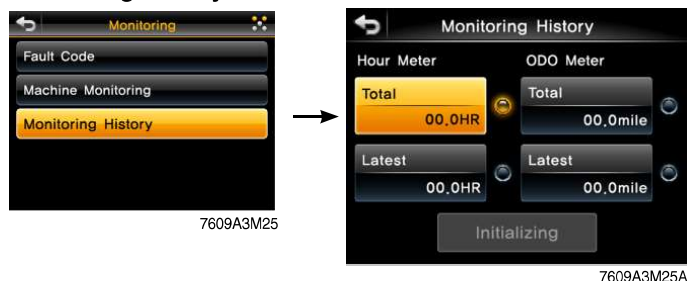 Monitoring
Fault Code
Machine Monitoring
Monitoring History
7609A3M25
Monitoring History
Hour Meter
ODO Meter
Total
00.0HR
Total
00.0mile
Latest
00.0HR
Latest
00.0mile
Initializing
7609A3M25A